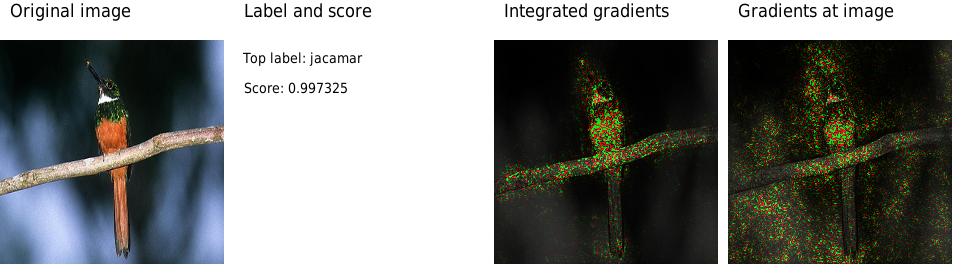 Original image
Label and score
Integrated gradients
Gradients at image
Top label: jacamar
Score: 0.997325